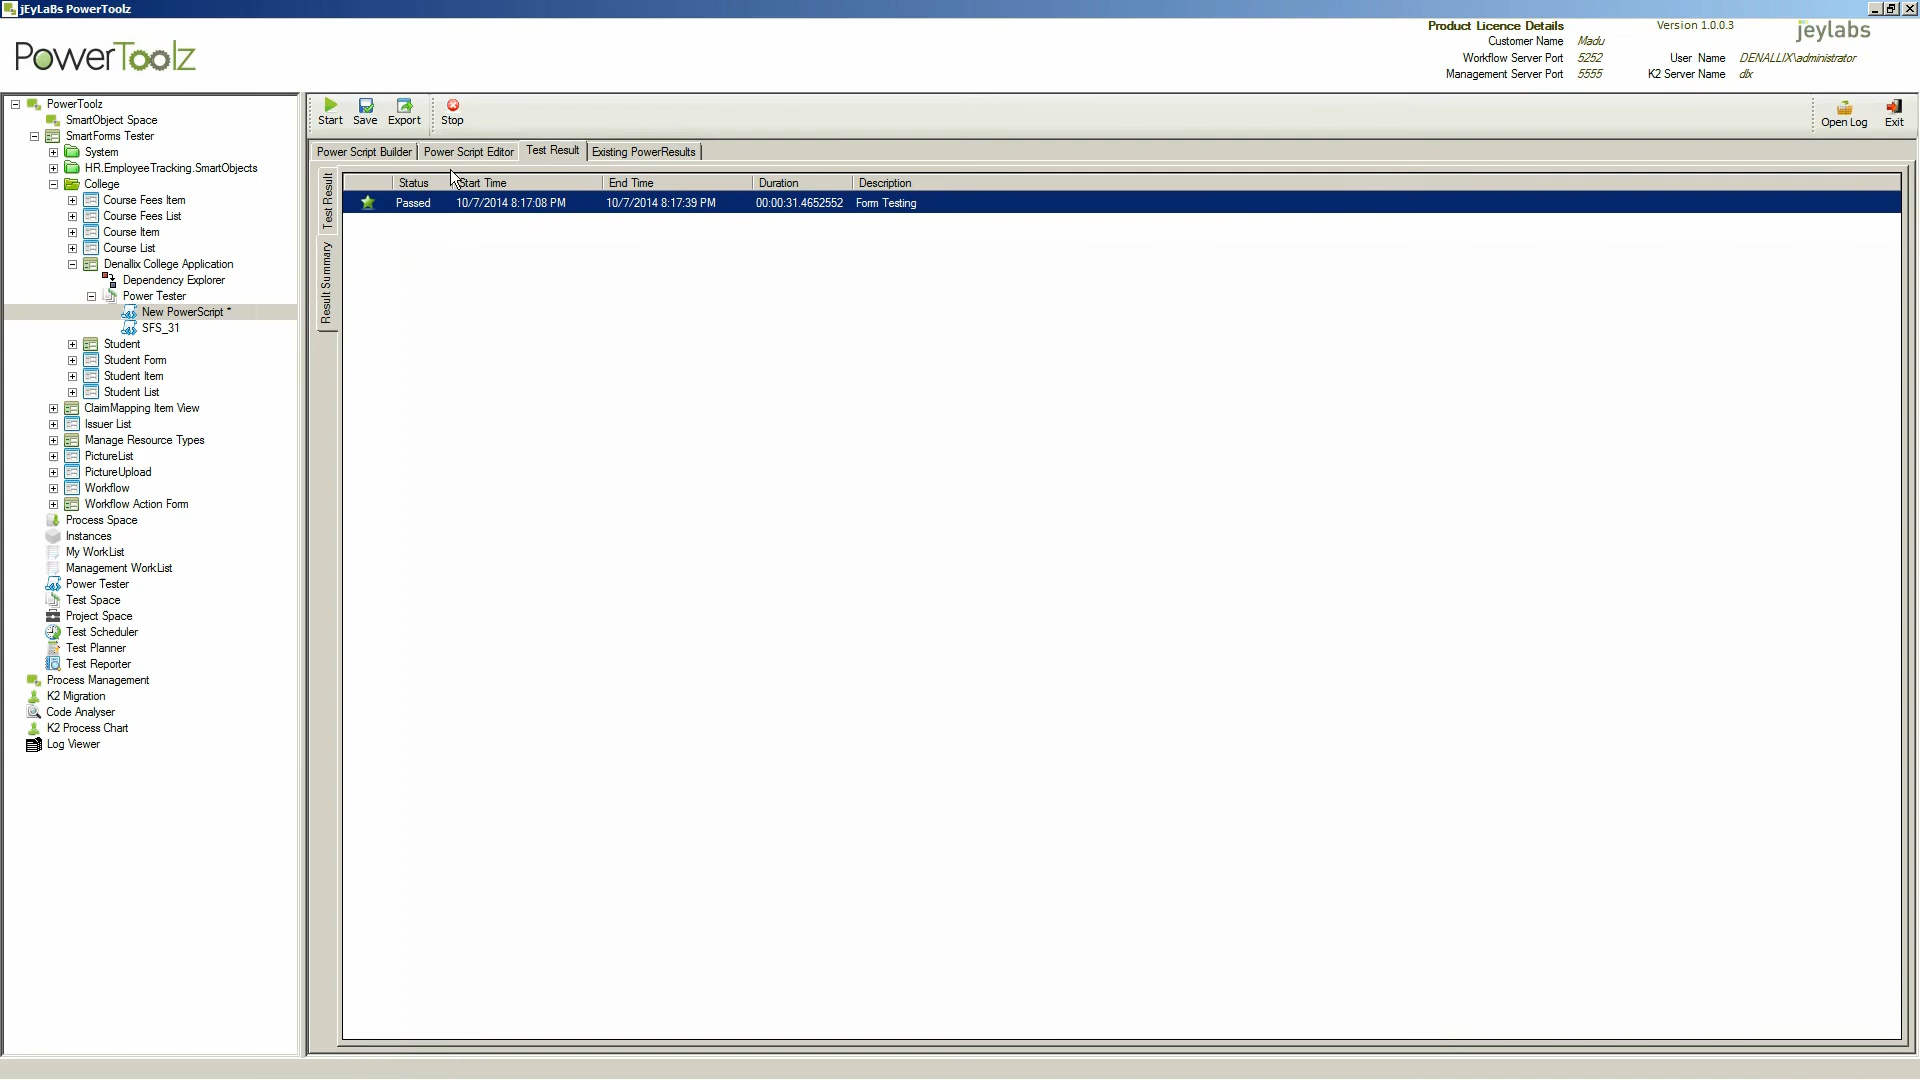 jEyLaBs PowerToolz
PowerToolz
Product Licence Details
Customer Name Madu
Workflow Server Port 5252
Management Server Port 5555
Version 1.0.0.3
User Name DENALLIX\administrator
K2 Server Name dlx
jeylabs
PowerToolz
SmartObject Space
SmartForms Tester
System
HR.EmployeeTracking.SmartObjects
College
Course Fees Item
Course Fees List
Course Item
Course List
Denallix College Application
Dependency Explorer
Power Tester
New PowerScript *
SFS_31
Student
Student Form
Student Item
Student List
ClaimMapping Item View
Issuer List
Manage Resource Types
PictureList
PictureUpload
Workflow
Workflow Action Form
Process Space
Instances
My WorkList
Management WorkList
Power Tester
Test Space
Project Space
Test Scheduler
Test Planner
Test Reporter
Process Management
K2 Migration
Code Analyser
K2 Process Chart
Log Viewer
Start Save Export Stop
Open Log Exit
Power Script Builder Power Script Editor Test Result Existing PowerResults
Test Result
Result Summary
Status Start Time End Time Duration Description
Passed 10/7/2014 8:17:08 PM 10/7/2014 8:17:39 PM 00:00:31.4652552 Form Testing